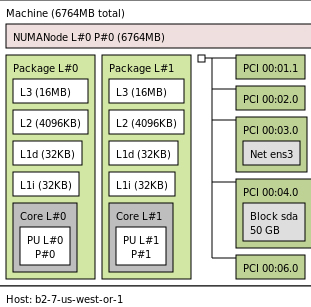 Machine (6764MB total)
NUMANode L#0 P#0 (6764MB)
Package L#0
L3 (16MB)
L2 (4096KB)
L1d (32KB)
L1i (32KB)
Core L#0
PU L#0
P#0
Package L#1
L3 (16MB)
L2 (4096KB)
L1d (32KB)
L1i (32KB)
Core L#1
PU L#1
P#1
PCI 00:01.1
PCI 00:02.0
PCI 00:03.0
Net ens3
PCI 00:04.0
Block sda
50 GB
PCI 00:06.0
Host: b2-7-us-west-or-1